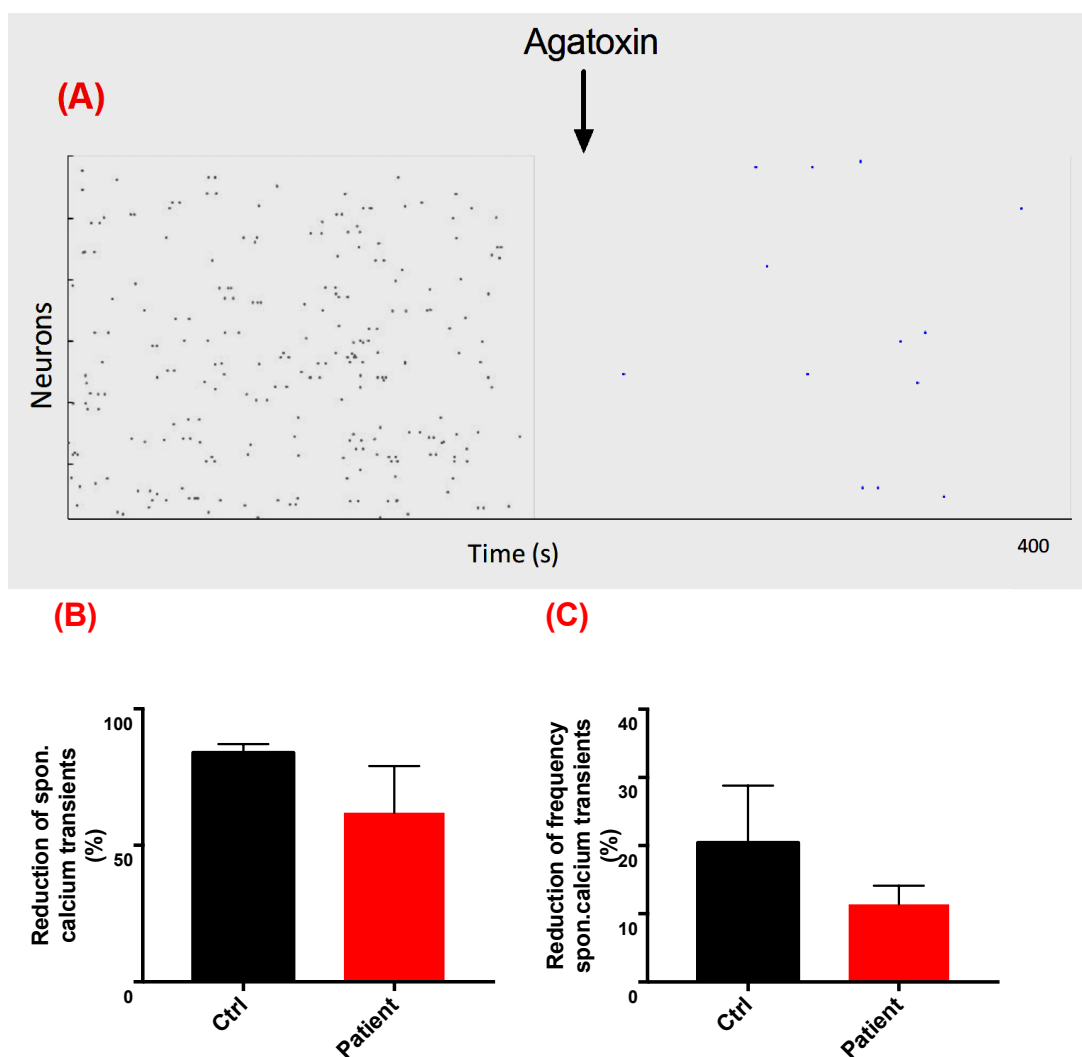 Agatoxin
(A)
Neurons
Time (s)
400
(B)
(C)
Reduction of spon.
calcium transients
(%)
100
50
0
Ctrl
Patient
Reduction of frequency
spon.calcium transients
(%)
40
30
20
10
0
Ctrl
Patient